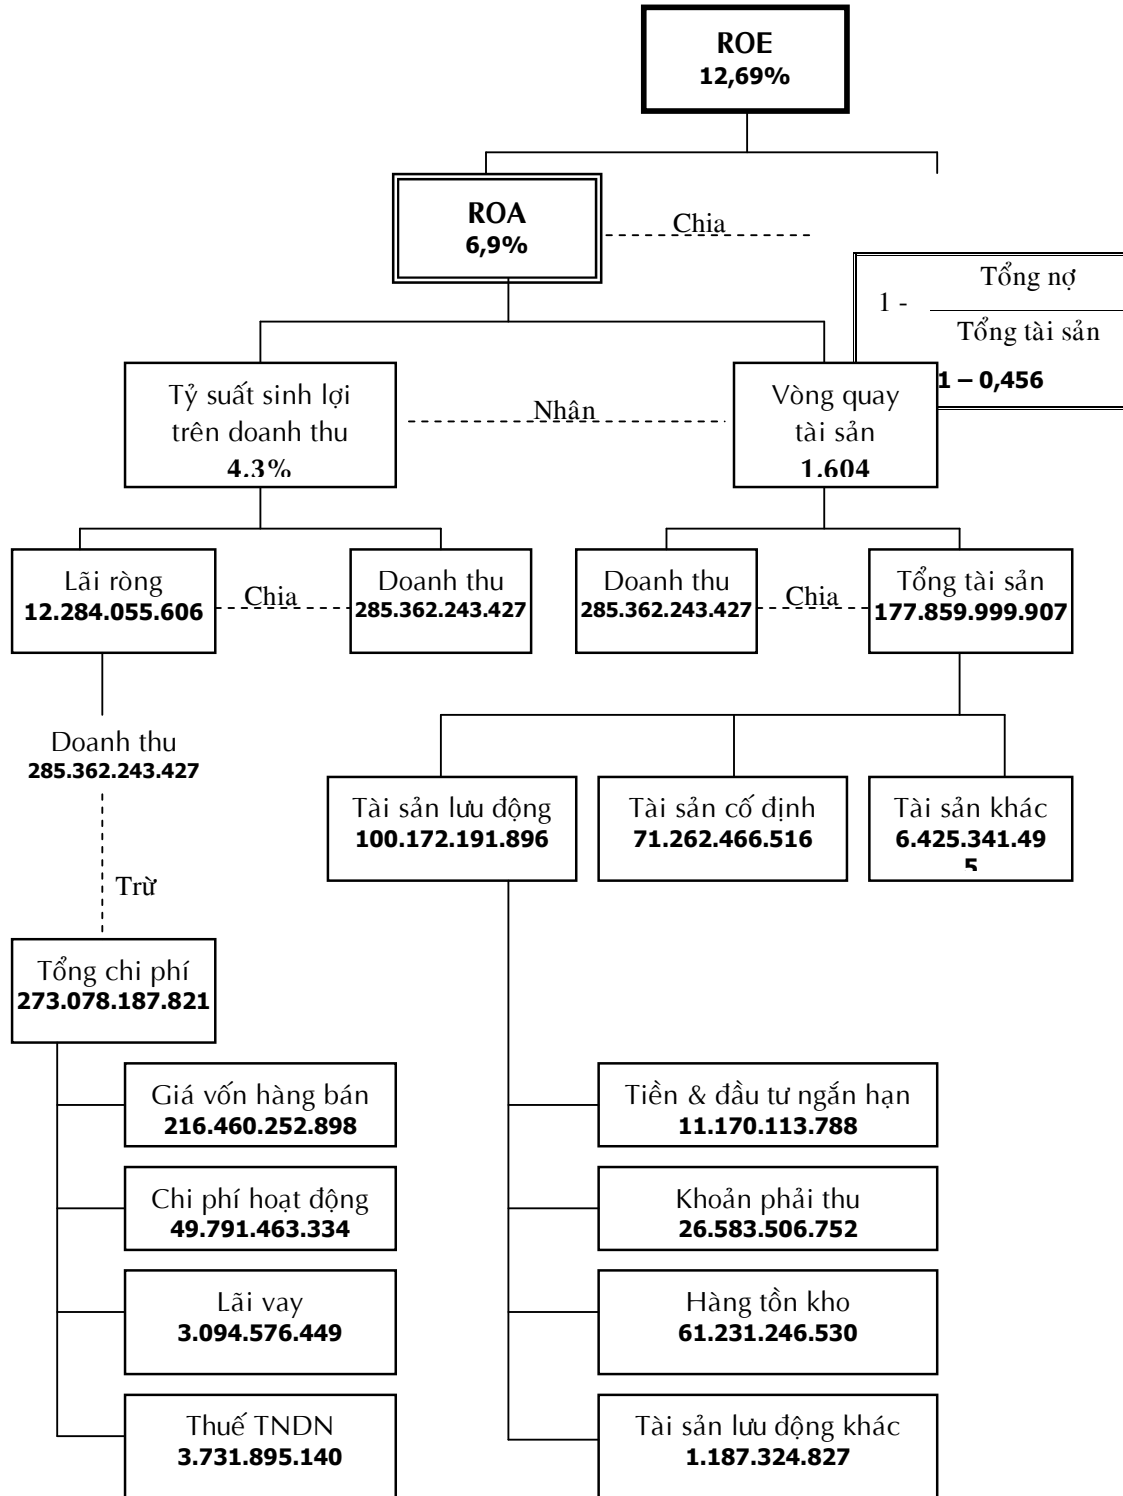 ROE
12,69%
ROA
6,9%
Chia
Tổng nợ
1 -
Tổng tài sản
1 – 0,456
Tỷ suất sinh lợi
trên doanh thu
4.3%
Nhân
Vòng quay
tài sản
1.604
Lãi ròng
12.284.055.606
Chia
Doanh thu
285.362.243.427
Doanh thu
285.362.243.427
Chia
Tổng tài sản
177.859.999.907
Doanh thu
285.362.243.427
Tài sản lưu động
100.172.191.896
Tài sản cố định
71.262.466.516
Tài sản khác
6.425.341.49
5
Trừ
Tổng chi phí
273.078.187.821
Giá vốn hàng bán
216.460.252.898
Tiền & đầu tư ngắn hạn
11.170.113.788
Chi phí hoạt động
49.791.463.334
Khoản phải thu
26.583.506.752
Lãi vay
3.094.576.449
Hàng tồn kho
61.231.246.530
Thuế TNDN
3.731.895.140
Tài sản lưu động khác
1.187.324.827